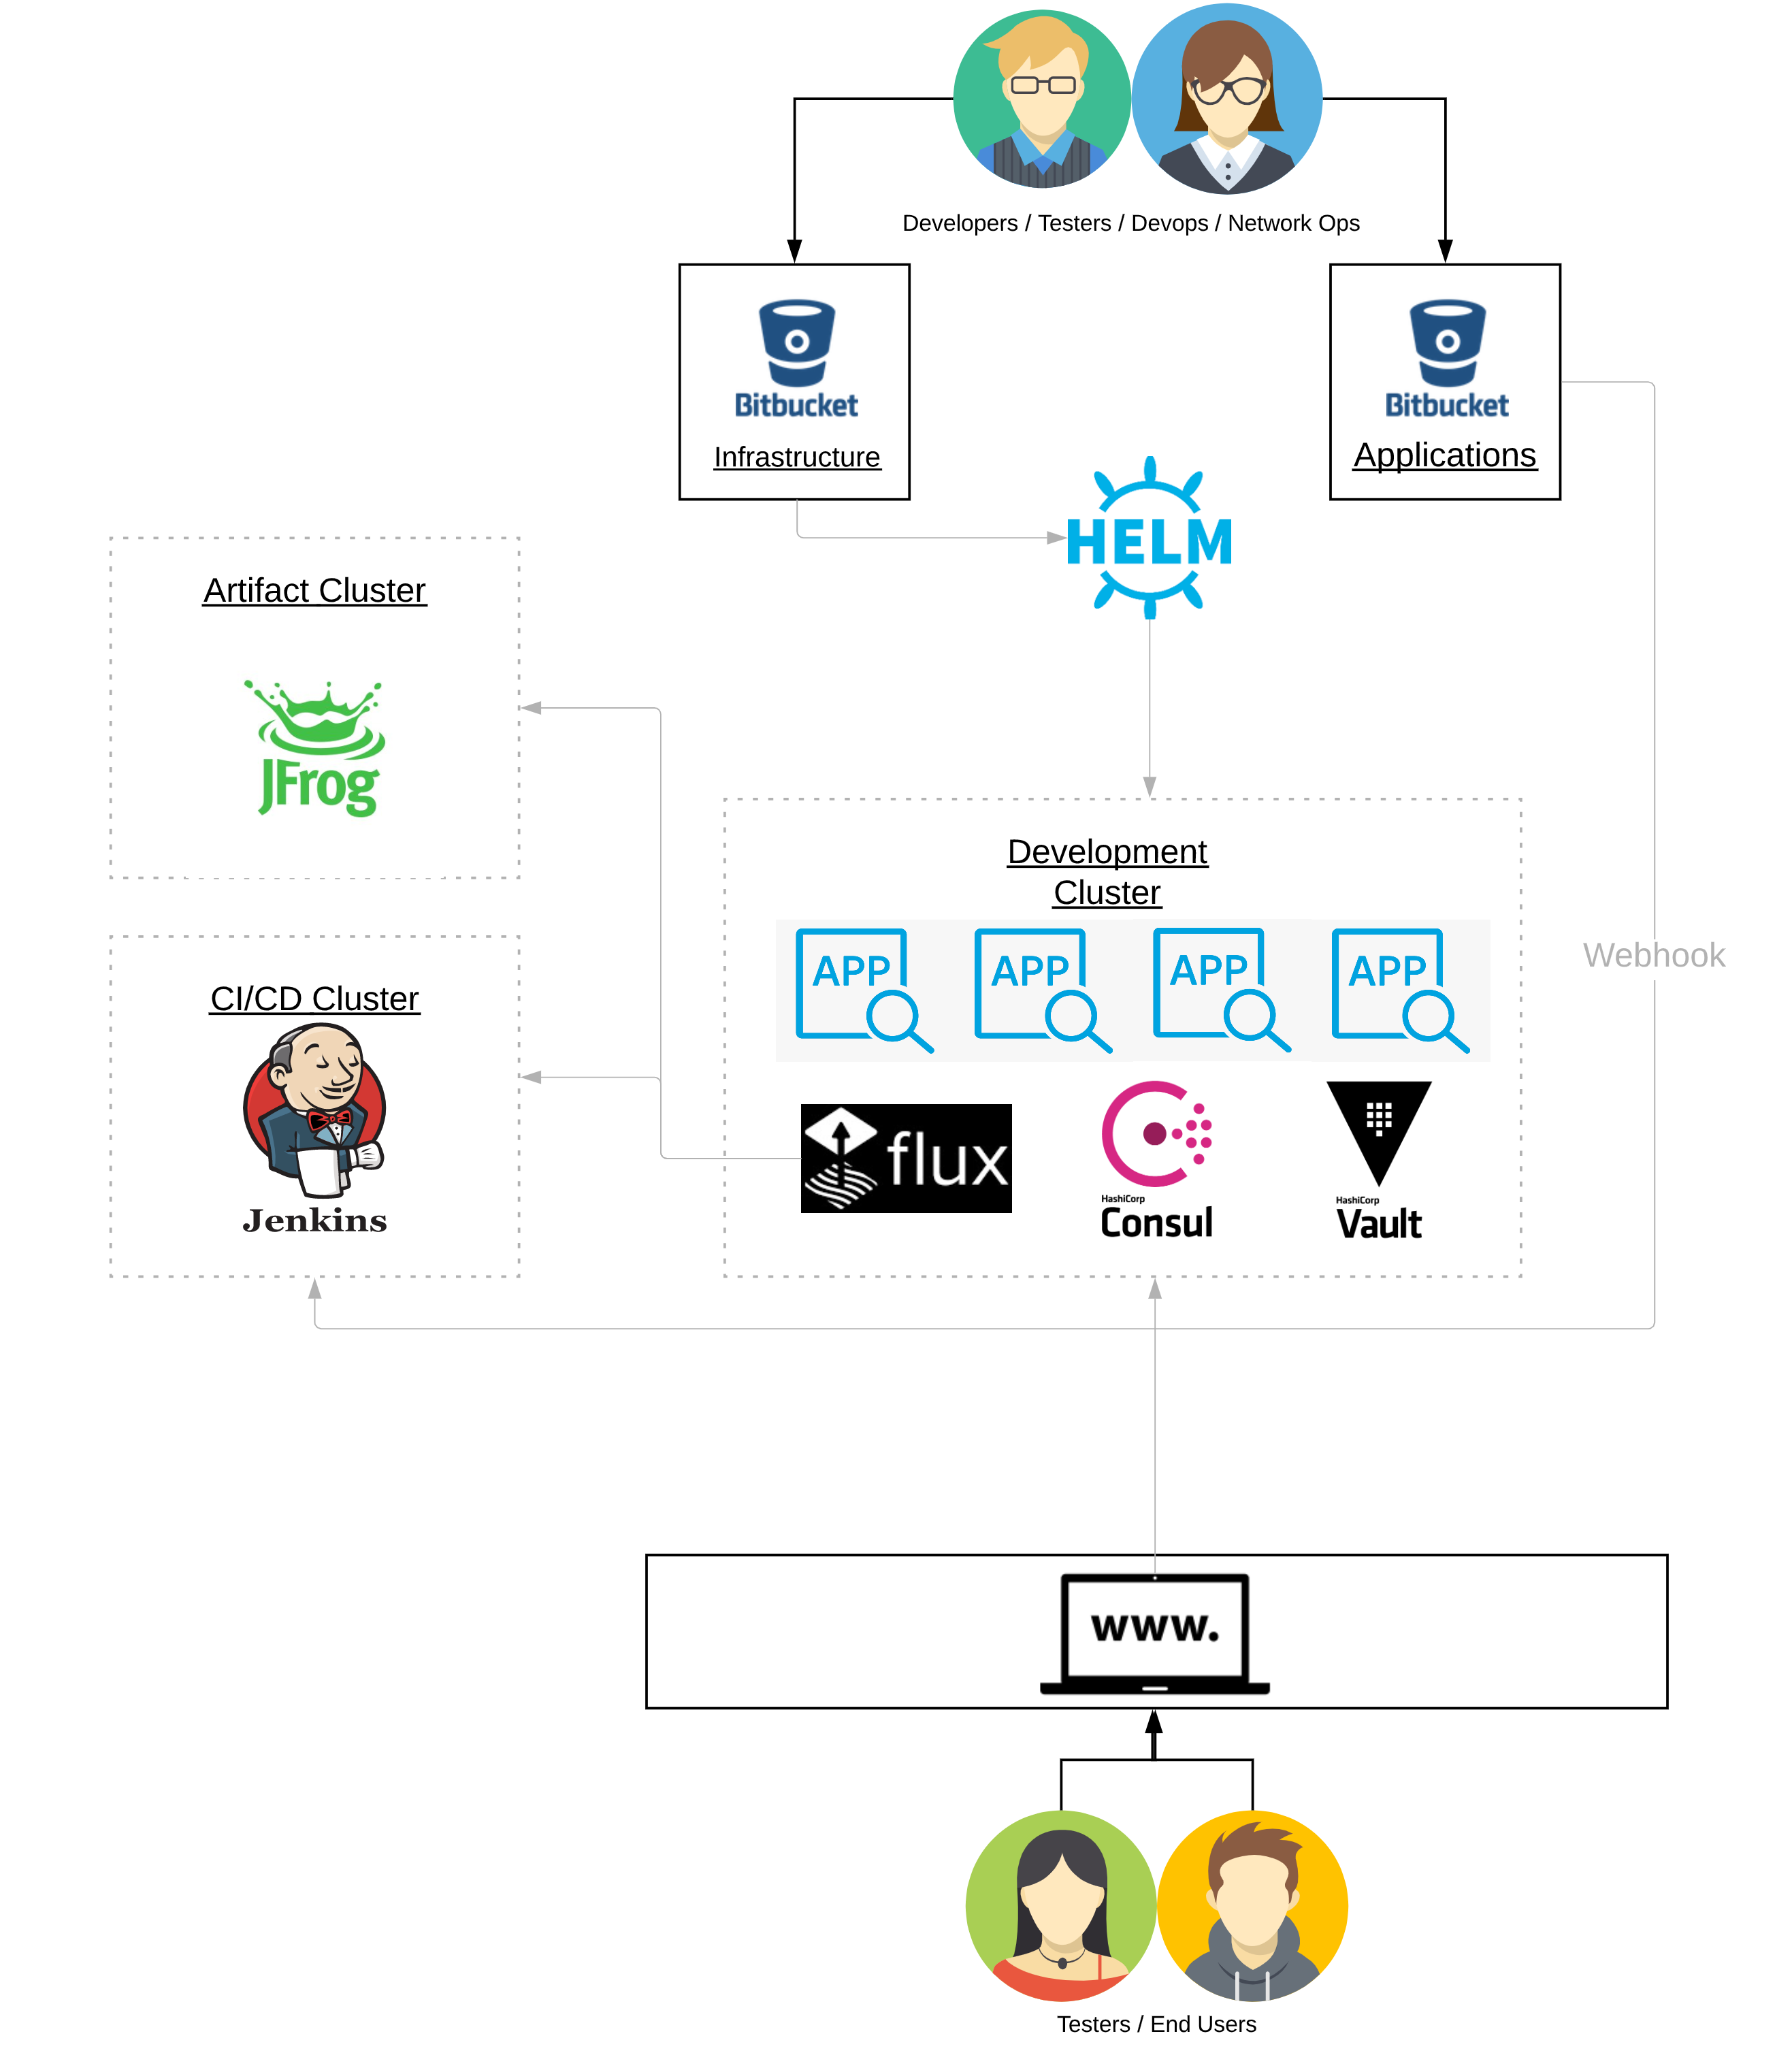 Developers / Testers / Devops / Network Ops
Bitbucket
Infrastructure
Bitbucket
Applications
HELM
Artifact Cluster
JFrog
Development
Cluster
APP
APP
APP
APP
Webhook
CI/CD Cluster
Jenkins
flux
HashiCorp
Consul
HashiCorp
Vault
www.
Testers / End Users